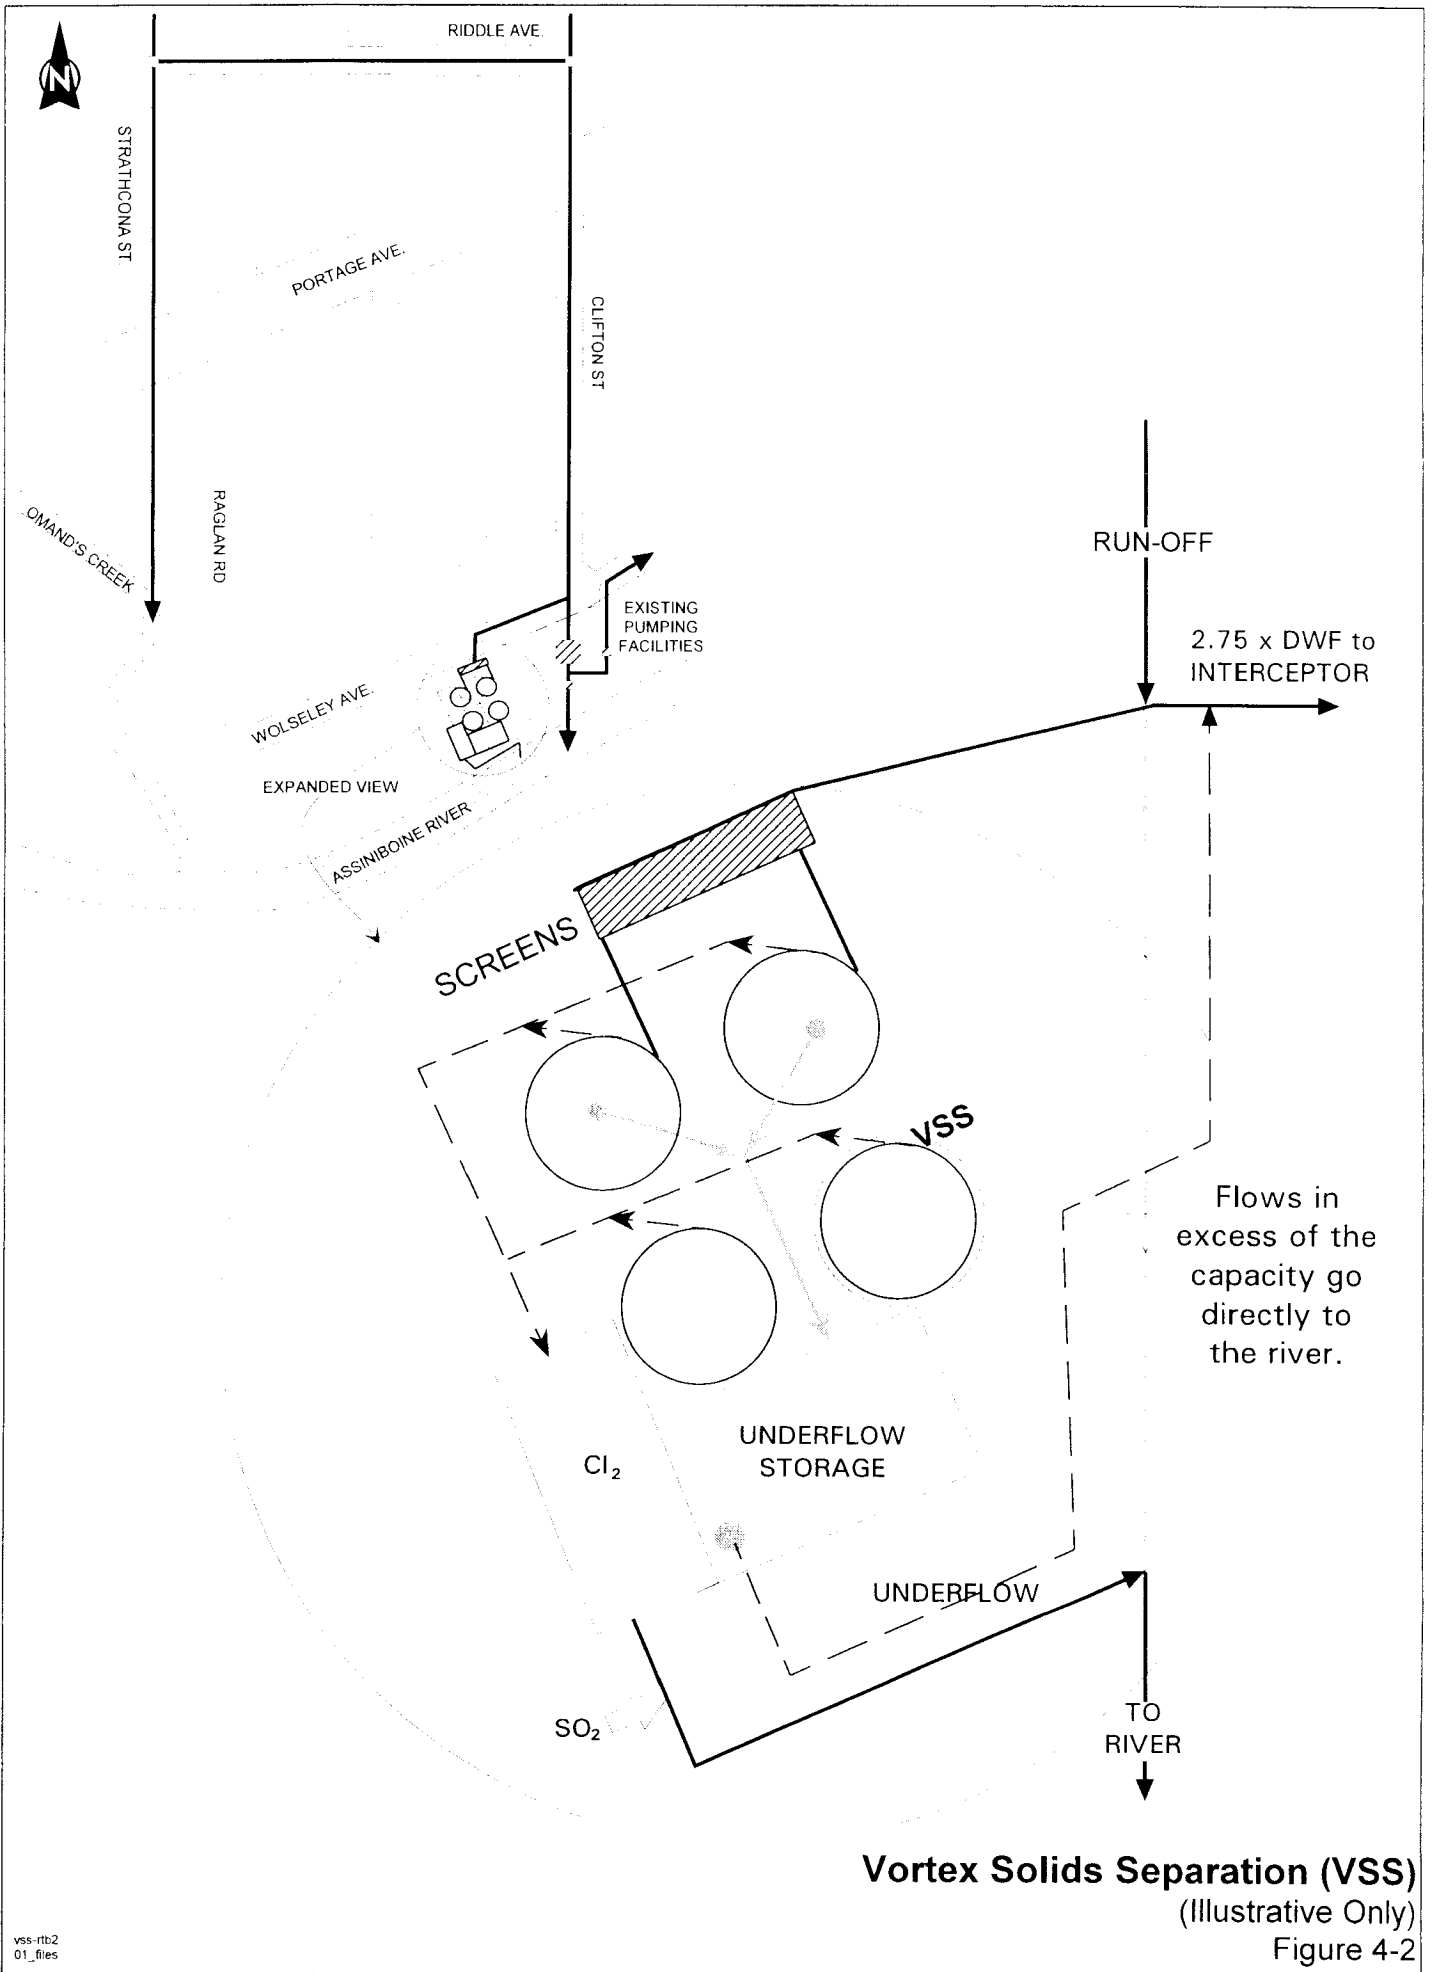 RIDDLE AVE.
N
STRATHCONA ST.
PORTAGE AVE.
CLIFTON ST
OMAND'S CREEK
RAGLAN RD
RUN-OFF
EXISTING
PUMPING
FACILITIES
2.75 x DWF to
INTERCEPTOR
WOLSELEY AVE.
EXPANDED VIEW
ASSINIBOINE RIVER
SCREENS
VSS
Flows in
excess of the
capacity go
directly to
the river.
UNDERFLOW
STORAGE
Cl₂
UNDERFLOW
SO₂
TO
RIVER
Vortex Solids Separation (VSS)
(Illustrative Only)
Figure 4-2
vss-rtb2
01_files